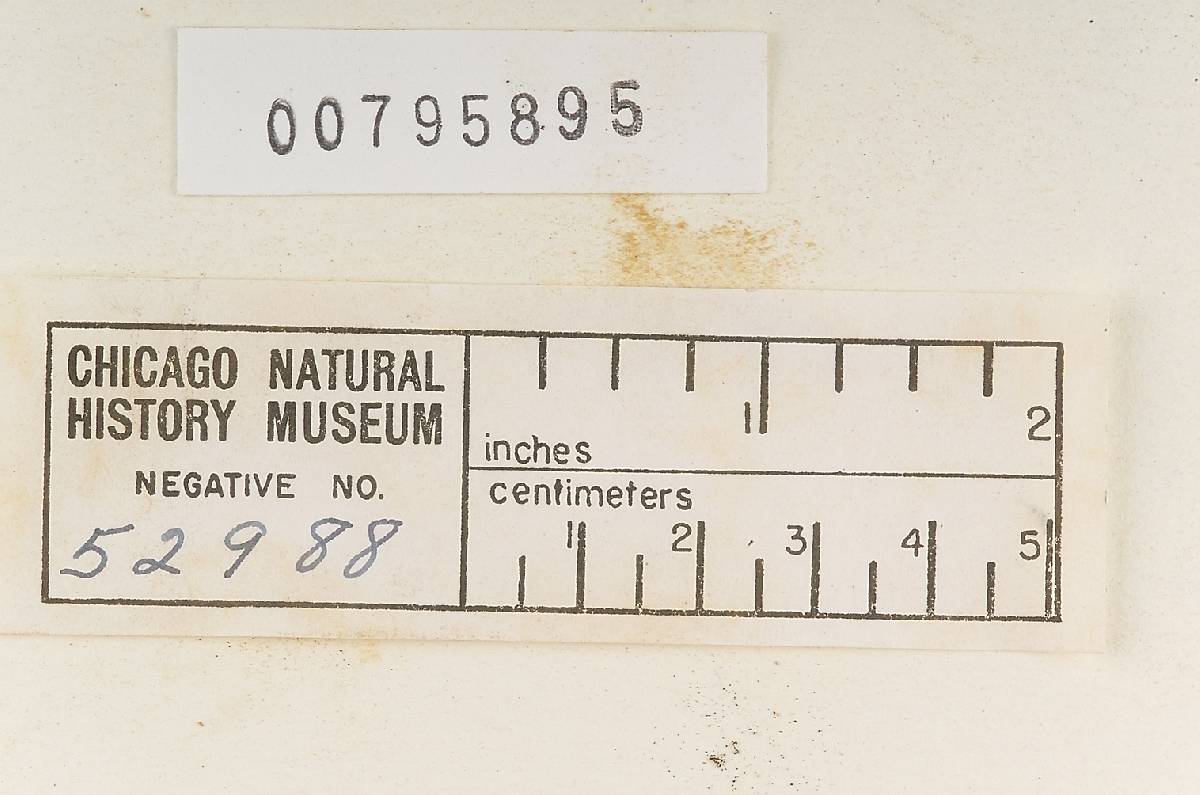 00795895
CHICAGO NATURAL
HISTORY MUSEUM
NEGATIVE NO.
52988
1 2
inches
centimeters
1 2 3 4 5